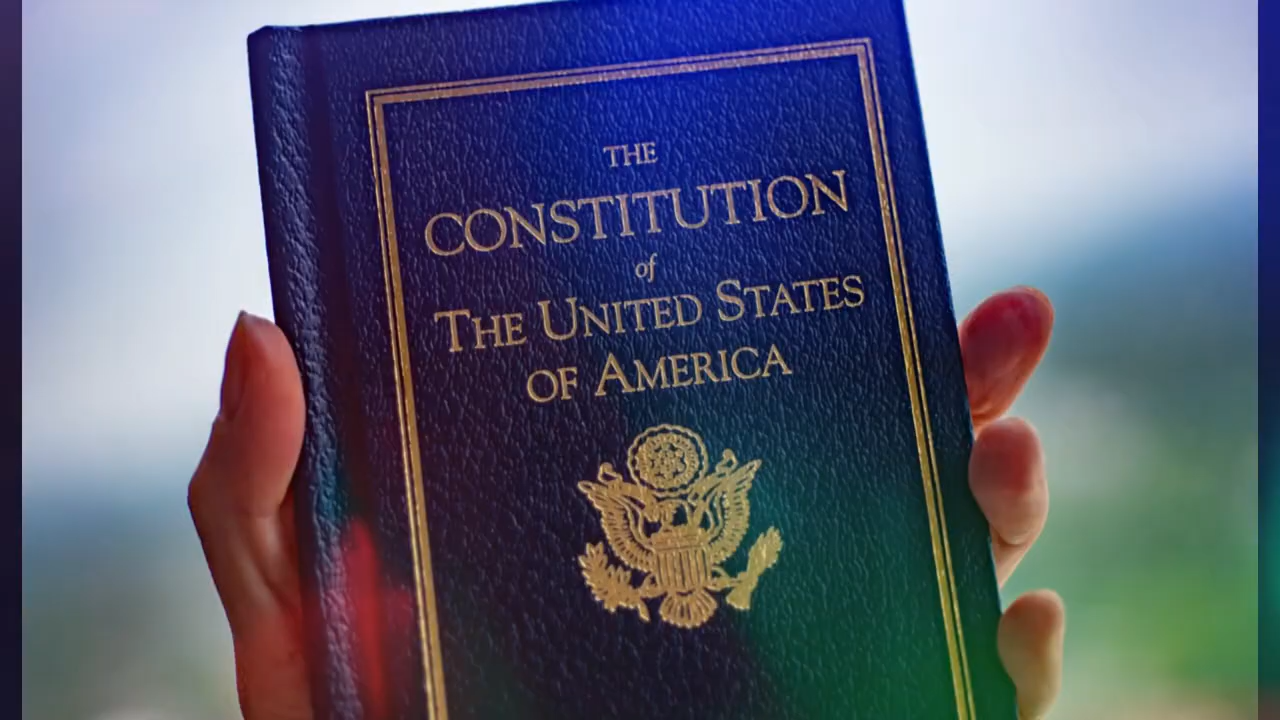 THE
CONSTITUTION
of
THE UNITED STATES
OF AMERICA